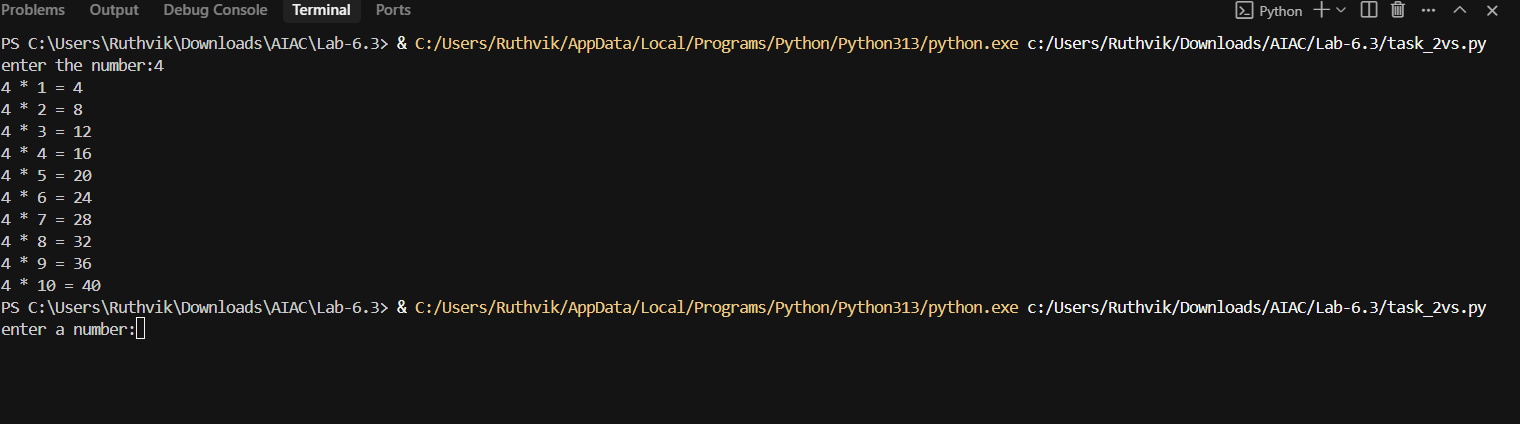 Problems Output Debug Console Terminal Ports Python
PS C:\Users\Ruthvik\Downloads\AIAC\Lab-6.3> & C:/Users/Ruthvik/AppData/Local/Programs/Python/Python313/python.exe c:/Users/Ruthvik/Downloads/AIAC/Lab-6.3/task_2vs.py
enter the number:4
4 * 1 = 4
4 * 2 = 8
4 * 3 = 12
4 * 4 = 16
4 * 5 = 20
4 * 6 = 24
4 * 7 = 28
4 * 8 = 32
4 * 9 = 36
4 * 10 = 40
PS C:\Users\Ruthvik\Downloads\AIAC\Lab-6.3> & C:/Users/Ruthvik/AppData/Local/Programs/Python/Python313/python.exe c:/Users/Ruthvik/Downloads/AIAC/Lab-6.3/task_2vs.py
enter a number: